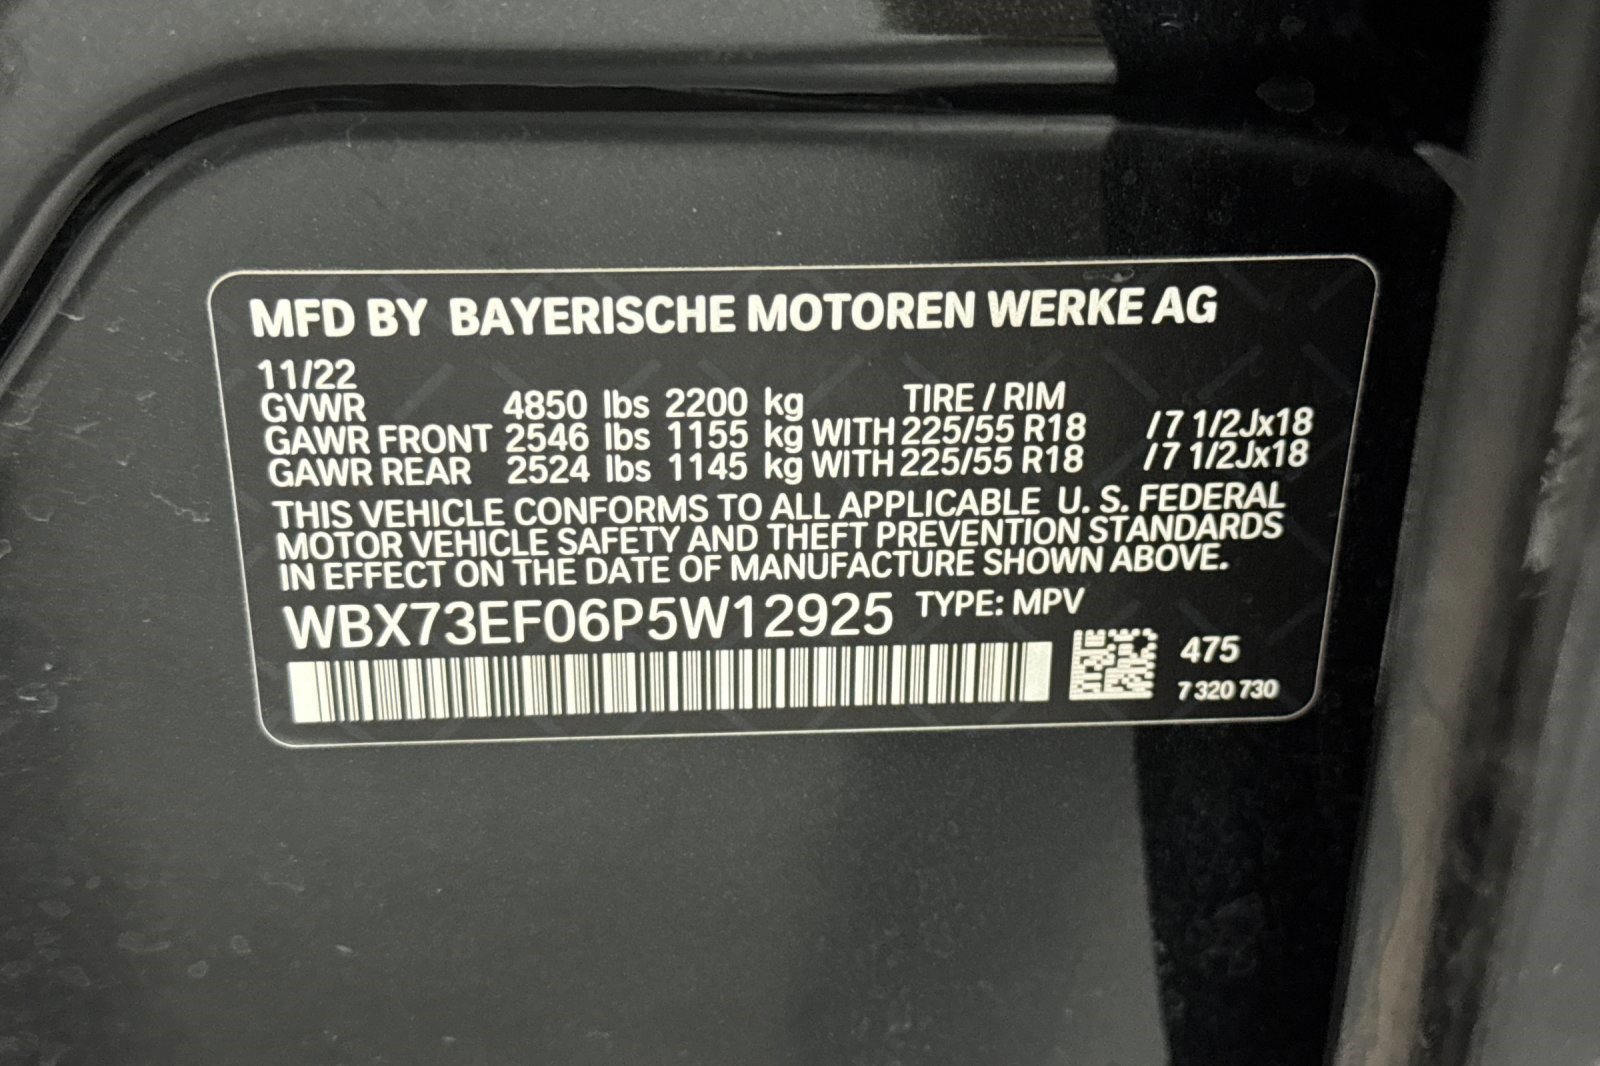 MFD BY BAYERISCHE MOTOREN WERKE AG
11/22
GVWR 4850 lbs 2200 kg TIRE / RIM
GAWR FRONT 2546 lbs 1155 kg WITH 225/55 R18 /7 1/2Jx18
GAWR REAR 2524 lbs 1145 kg WITH 225/55 R18 /7 1/2Jx18
THIS VEHICLE CONFORMS TO ALL APPLICABLE U. S. FEDERAL
MOTOR VEHICLE SAFETY AND THEFT PREVENTION STANDARDS
IN EFFECT ON THE DATE OF MANUFACTURE SHOWN ABOVE.
WBX73EF06P5W12925 TYPE: MPV
475
7 320 730